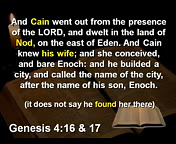 And Cain went out from the presence
of the LORD, and dwelt in the land of
Nod, on the east of Eden. And Cain
knew his wife; and she conceived,
and bare Enoch: and he builded a
city, and called the name of the city,
after the name of his son, Enoch.
(it does not say he found her there)
Genesis 4:16 & 17